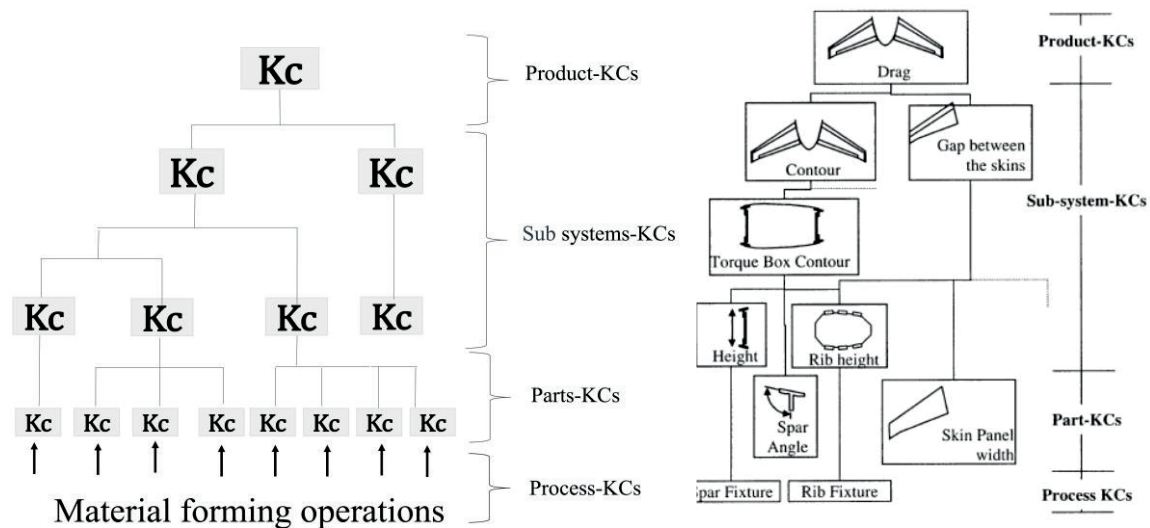 Kc
Product-KCs
Kc
Kc
Sub systems-KCs
Kc
Kc
Kc
Kc
Parts-KCs
Kc
Kc
Kc
Kc
Kc
Kc
Kc
Kc
Process-KCs
Material forming operations
Drag
Product-KCs
Contour
Gap between
the skins
Sub-system-KCs
Torque Box Contour
Height
Rib height
Spar
Angle
Skin Panel
width
Part-KCs
Spar Fixture
Rib Fixture
Process KCs